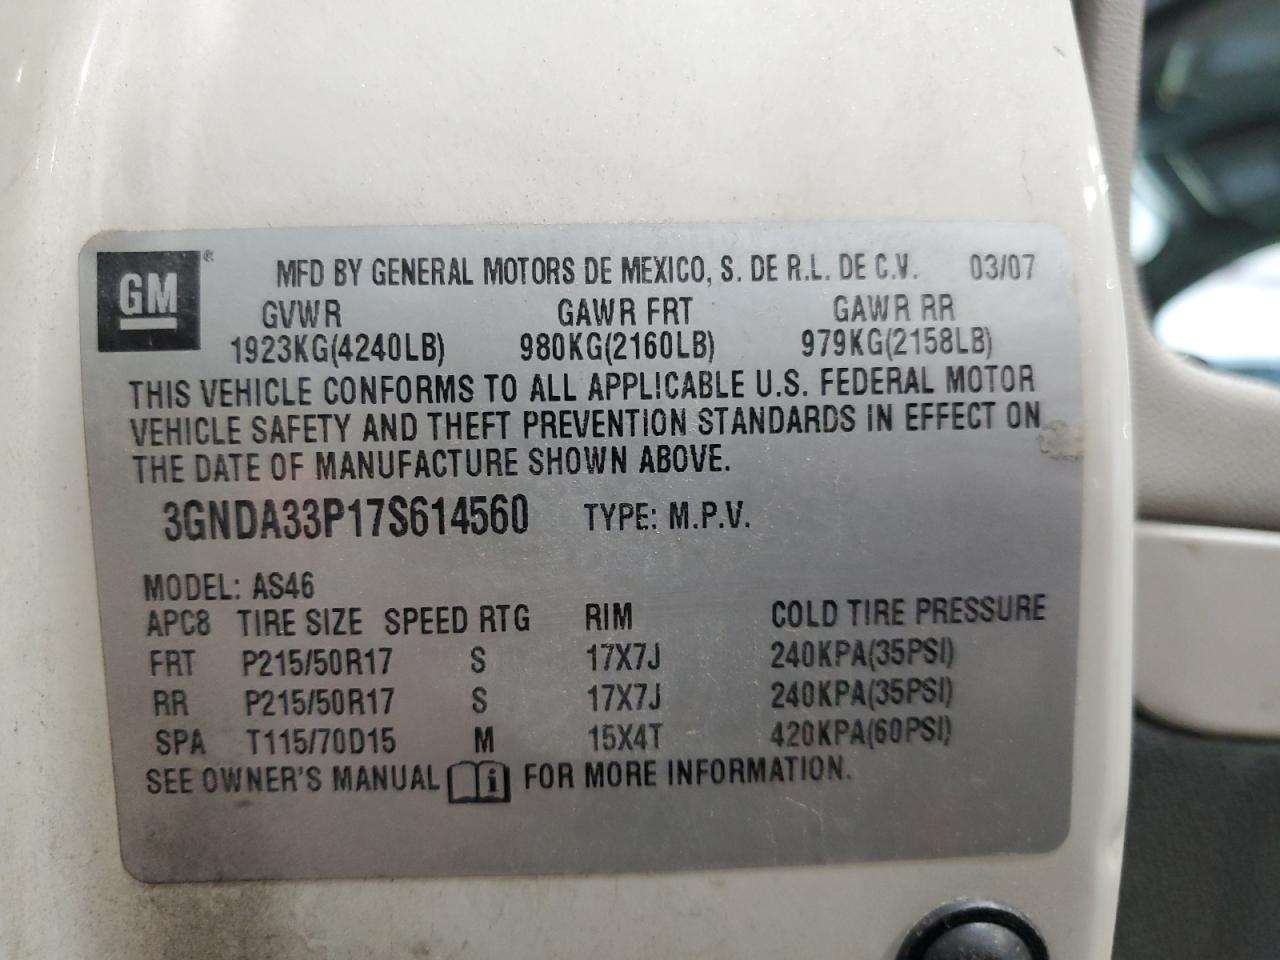 GM ® MFD BY GENERAL MOTORS DE MEXICO, S. DE R.L. DE C.V. 03/07
GVWR GAWR FRT GAWR RR
1923KG(4240LB) 980KG(2160LB) 979KG(2158LB)
THIS VEHICLE CONFORMS TO ALL APPLICABLE U.S. FEDERAL MOTOR
VEHICLE SAFETY AND THEFT PREVENTION STANDARDS IN EFFECT ON
THE DATE OF MANUFACTURE SHOWN ABOVE.
3GNDA33P17S614560 TYPE: M.P.V.
MODEL: AS46
APC8 TIRE SIZE SPEED RTG RIM COLD TIRE PRESSURE
FRT P215/50R17 S 17X7J 240KPA(35PSI)
RR P215/50R17 S 17X7J 240KPA(35PSI)
SPA T115/70D15 M 15X4T 420KPA(60PSI)
SEE OWNER'S MANUAL i FOR MORE INFORMATION.